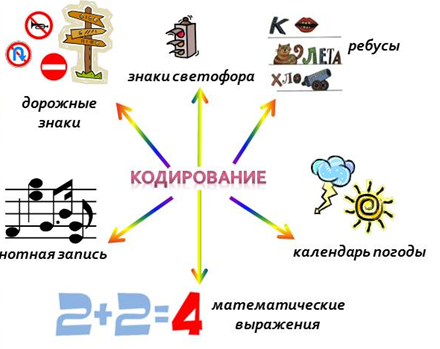 К
ребусы
ЛЕТА
ХЛО
знаки светофора
дорожные
знаки
КОДИРОВАНИЕ
нотная запись
календарь погоды
2+2=4
математические
выражения